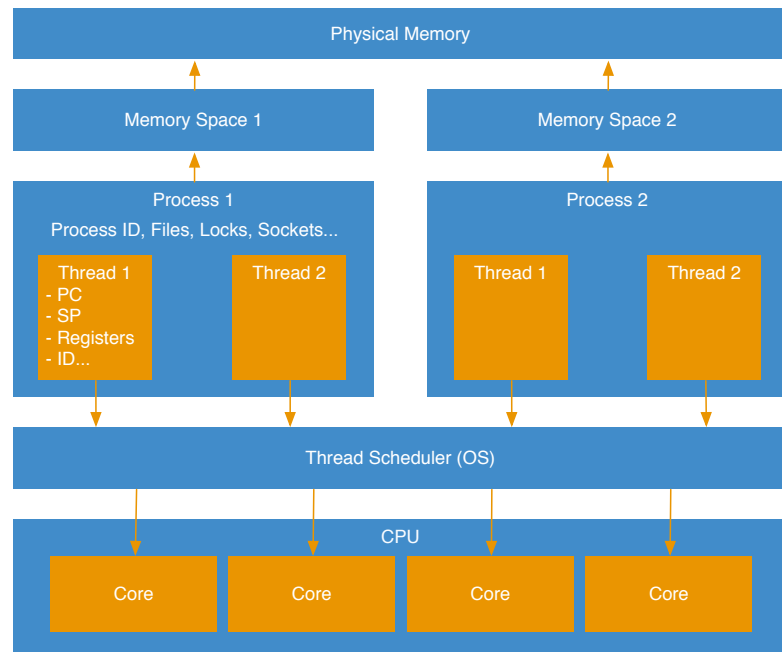 Physical Memory
Memory Space 1
Memory Space 2
Process 1
Process ID, Files, Locks, Sockets...
Thread 1
- PC
- SP
- Registers
- ID...
Thread 2
Process 2
Thread 1
Thread 2
Thread Scheduler (OS)
CPU
Core
Core
Core
Core